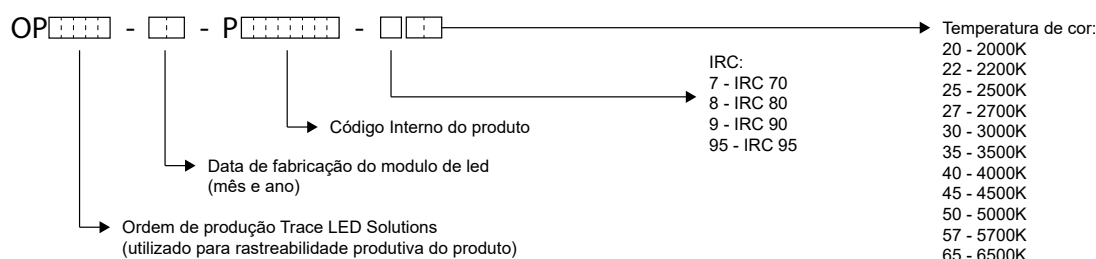 OP - - P -
Temperatura de cor:
20 - 2000K
22 - 2200K
25 - 2500K
27 - 2700K
30 - 3000K
35 - 3500K
40 - 4000K
45 - 4500K
50 - 5000K
57 - 5700K
65 - 6500K
IRC:
7 - IRC 70
8 - IRC 80
9 - IRC 90
95 - IRC 95
Código Interno do produto
Data de fabricação do modulo de led
(mês e ano)
Ordem de produção Trace LED Solutions
(utilizado para rastreabilidade produtiva do produto)